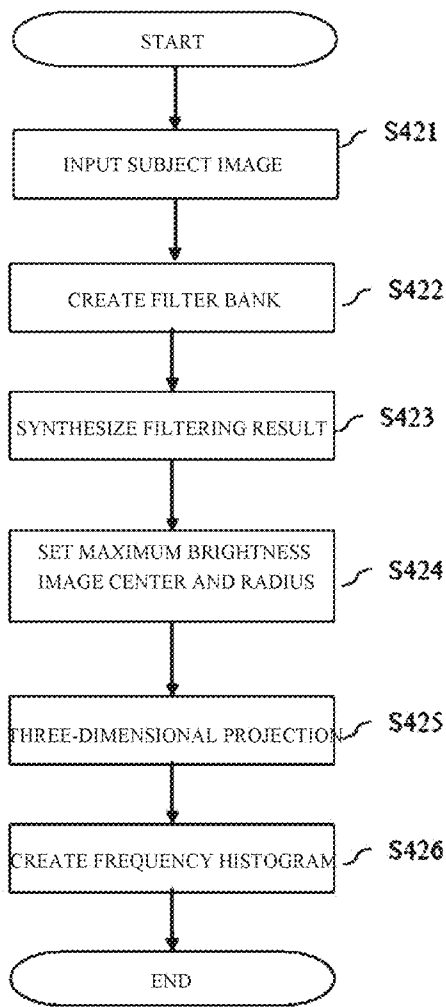 START
S421
INPUT SUBJECT IMAGE
S422
CREATE FILTER BANK
S423
SYNTHESIZE FILTERING RESULT
SET MAXIMUM BRIGHTNESS
IMAGE CENTER AND RADIUS
S424
THREE-DIMENSIONAL PROJECTION
S425
CREATE FREQUENCY HISTOGRAM
S426
END